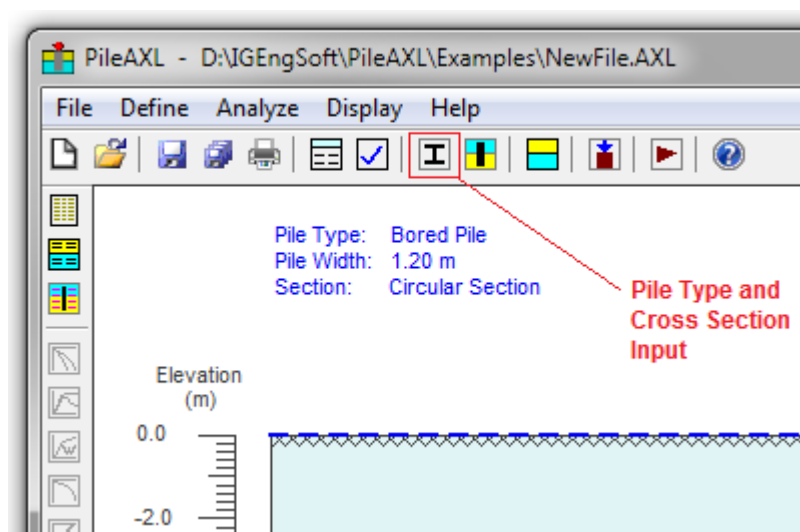 PileAXL - D:\IGEngSoft\PileAXL\Examples\NewFile.AXL
File Define Analyze Display Help
Pile Type: Bored Pile
Pile Width: 1.20 m
Section: Circular Section
Pile Type and
Cross Section
Input
Elevation
(m)
0.0
-2.0